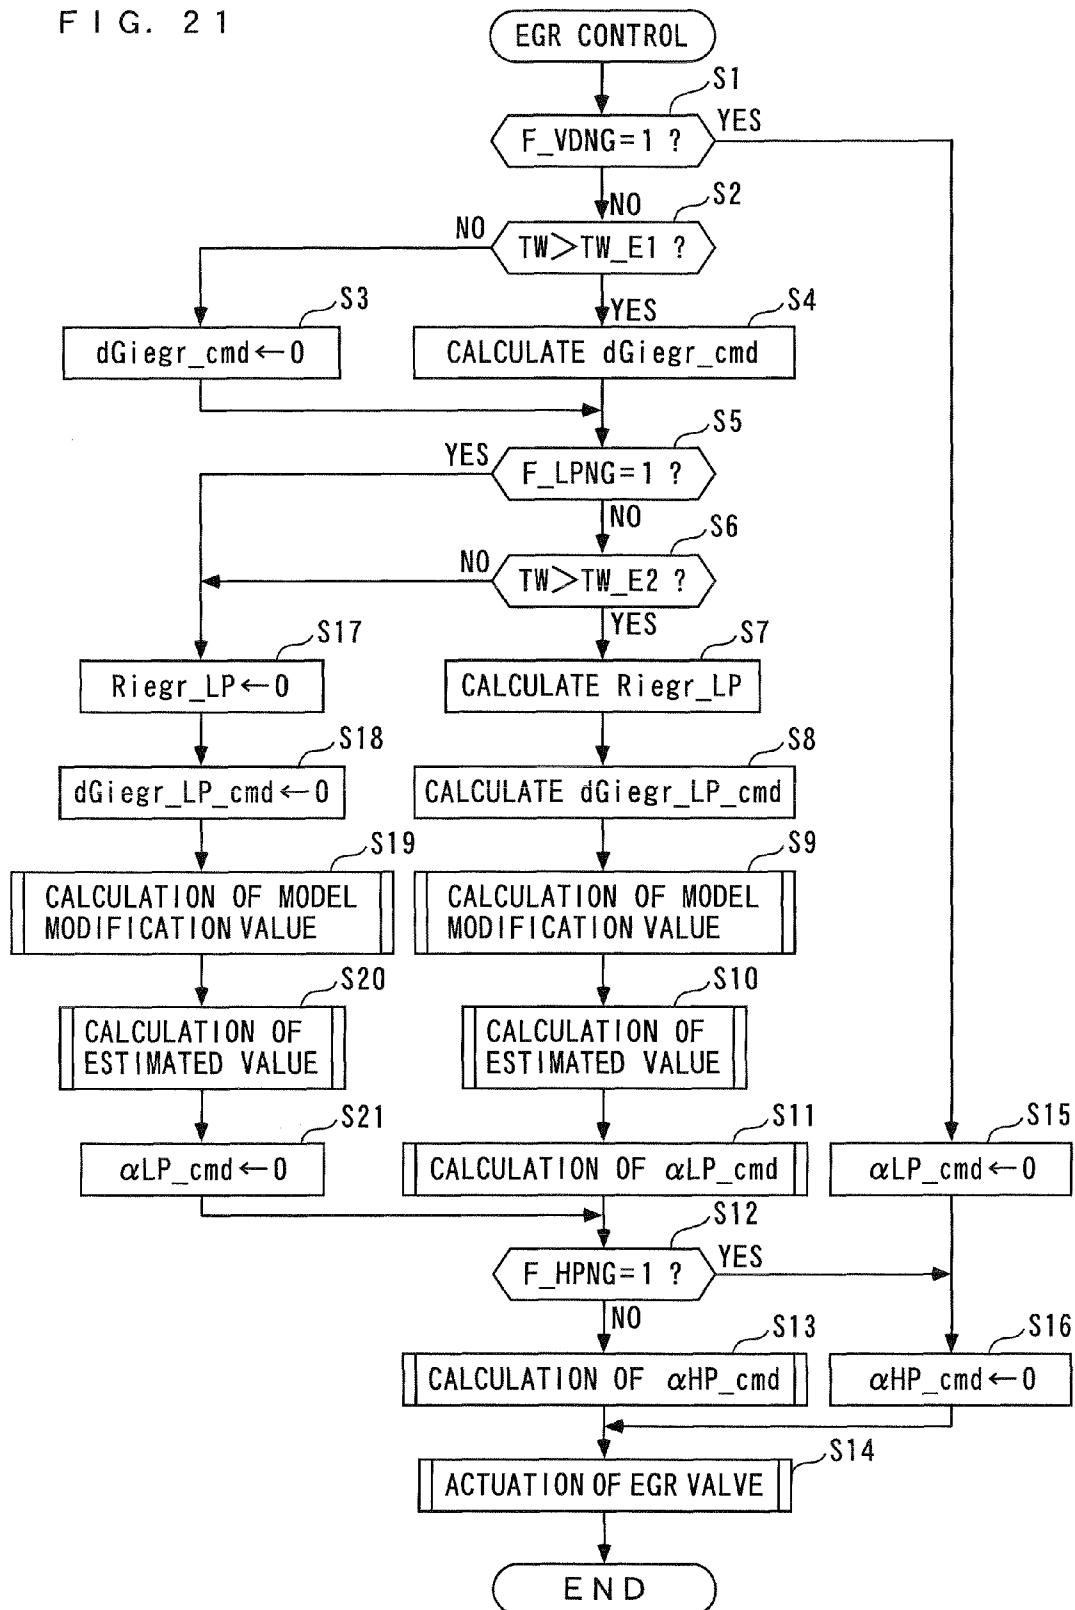 FIG. 21
EGR CONTROL
S1
F_VDNG=1 ?
YES
NO
S2
NO
TW>TW_E1 ?
S3
YES
S4
dGiegr_cmd←0
CALCULATE dGiegr_cmd
S5
YES
F_LPNG=1 ?
NO
S6
NO
TW>TW_E2 ?
YES
S17
S7
Riegr_LP←0
CALCULATE Riegr_LP
S18
S8
dGiegr_LP_cmd←0
CALCULATE dGiegr_LP_cmd
S19
S9
CALCULATION OF MODEL
MODIFICATION VALUE
CALCULATION OF MODEL
MODIFICATION VALUE
S20
S10
CALCULATION OF
ESTIMATED VALUE
CALCULATION OF
ESTIMATED VALUE
S21
S11
S15
αLP_cmd←0
CALCULATION OF αLP_cmd
αLP_cmd←0
S12
F_HPNG=1 ?
YES
NO
S13
S16
CALCULATION OF αHP_cmd
αHP_cmd←0
S14
ACTUATION OF EGR VALVE
END